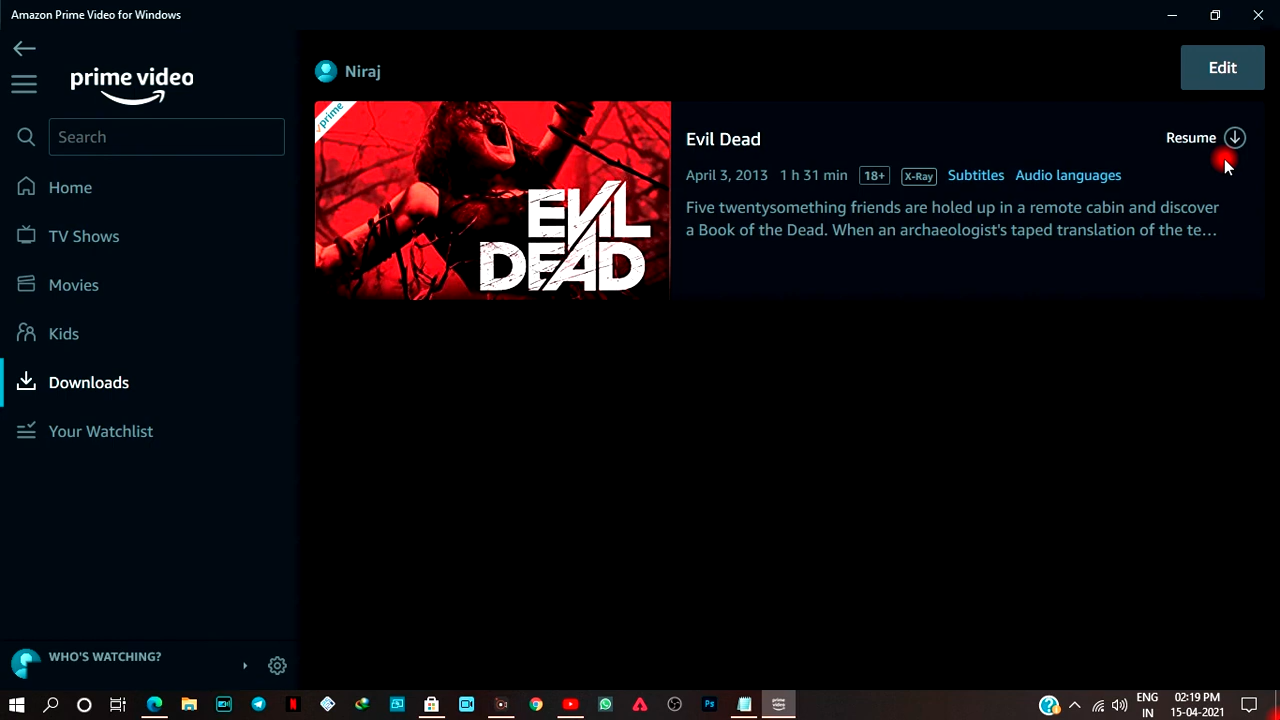 Amazon Prime Video for Windows
prime video
Search
Home
TV Shows
Movies
Kids
Downloads
Your Watchlist
WHO'S WATCHING?
Niraj
Edit
prime
EVIL
DEAD
Evil Dead
Resume
April 3, 2013 1 h 31 min 18+ X-Ray Subtitles Audio languages
Five twentysomething friends are holed up in a remote cabin and discover
a Book of the Dead. When an archaeologist's taped translation of the te...
Ps
prime video
ENG
IN
02:19 PM
15-04-2021